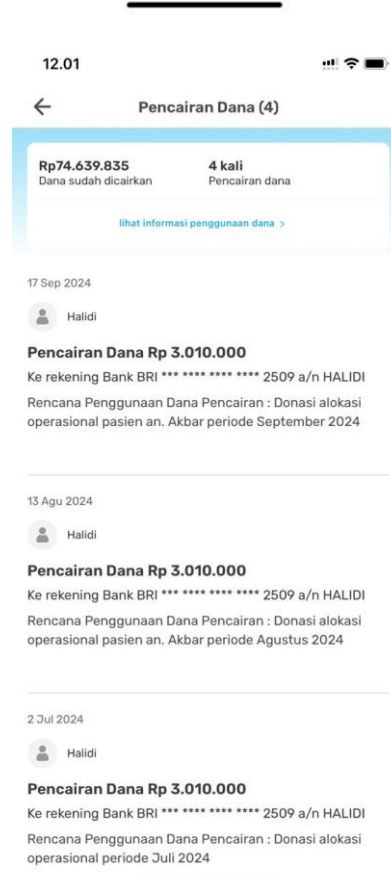 12.01
Pencairan Dana (4)
Rp74.639.835
Dana sudah dicairkan
4 kali
Pencairan dana
lihat informasi penggunaan dana >
17 Sep 2024
Halidi
Pencairan Dana Rp 3.010.000
Ke rekening Bank BRI *** **** **** **** 2509 a/n HALIDI
Rencana Penggunaan Dana Pencairan : Donasi alokasi
operasional pasien an. Akbar periode September 2024
13 Agu 2024
Halidi
Pencairan Dana Rp 3.010.000
Ke rekening Bank BRI *** **** **** **** 2509 a/n HALIDI
Rencana Penggunaan Dana Pencairan : Donasi alokasi
operasional pasien an. Akbar periode Agustus 2024
2 Jul 2024
Halidi
Pencairan Dana Rp 3.010.000
Ke rekening Bank BRI *** **** **** **** 2509 a/n HALIDI
Rencana Penggunaan Dana Pencairan : Donasi alokasi
operasional periode Juli 2024